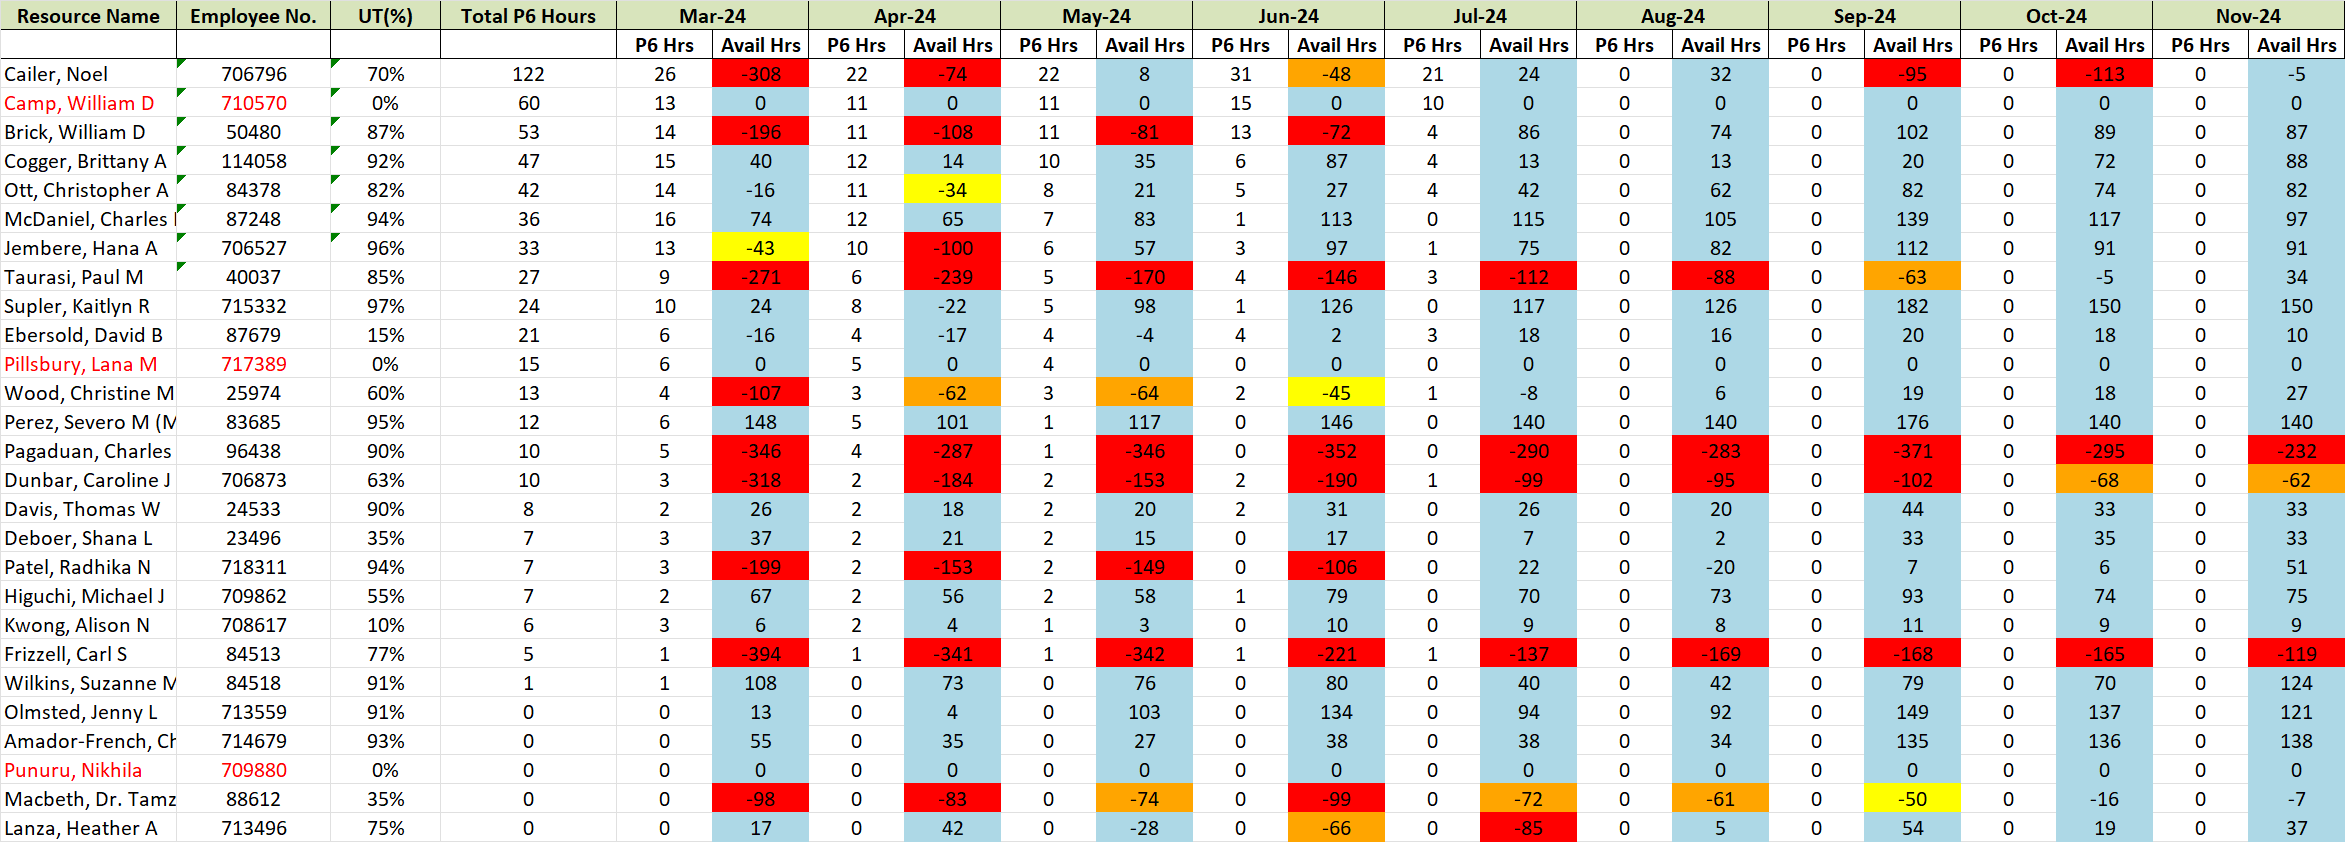 Resource Name Employee No. UT(%) Total P6 Hours Mar-24 Apr-24 May-24 Jun-24 Jul-24 Aug-24 Sep-24 Oct-24 Nov-24
P6 Hrs Avail Hrs P6 Hrs Avail Hrs P6 Hrs Avail Hrs P6 Hrs Avail Hrs P6 Hrs Avail Hrs P6 Hrs Avail Hrs P6 Hrs Avail Hrs P6 Hrs Avail Hrs P6 Hrs Avail Hrs
Cailer, Noel 706796 70% 122 26 -308 22 -74 22 8 31 -48 21 24 0 32 0 -95 0 -113 0 -5
Camp, William D 710570 0% 60 13 0 11 0 11 0 15 0 10 0 0 0 0 0 0 0 0 0
Brick, William D 50480 87% 53 14 -196 11 -108 11 -81 13 -72 4 86 0 74 0 102 0 89 0 87
Cogger, Brittany A 114058 92% 47 15 40 12 14 10 35 6 87 4 13 0 13 0 20 0 72 0 88
Ott, Christopher A 84378 82% 42 14 -16 11 -34 8 21 5 27 4 42 0 62 0 82 0 74 0 82
McDaniel, Charles 87248 94% 36 16 74 12 65 7 83 1 113 0 115 0 105 0 139 0 117 0 97
Jembere, Hana A 706527 96% 33 13 -43 10 -100 6 57 3 97 1 75 0 82 0 112 0 91 0 91
Taurasi, Paul M 40037 85% 27 9 -271 6 -239 5 -170 4 -146 3 -112 0 -88 0 -63 0 -5 0 34
Supler, Kaitlyn R 715332 97% 24 10 24 8 -22 5 98 1 126 0 117 0 126 0 182 0 150 0 150
Ebersold, David B 87679 15% 21 6 -16 4 -17 4 -4 4 2 3 18 0 16 0 20 0 18 0 10
Pillsbury, Lana M 717389 0% 15 6 0 5 0 4 0 0 0 0 0 0 0 0 0 0 0 0 0
Wood, Christine M 25974 60% 13 4 -107 3 -62 3 -64 2 -45 1 -8 0 6 0 19 0 18 0 27
Perez, Severo M (M 83685 95% 12 6 148 5 101 1 117 0 146 0 140 0 140 0 176 0 140 0 140
Pagaduan, Charles 96438 90% 10 5 -346 4 -287 1 -346 0 -352 0 -290 0 -283 0 -371 0 -295 0 -232
Dunbar, Caroline J 706873 63% 10 3 -318 2 -184 2 -153 2 -190 1 -99 0 -95 0 -102 0 -68 0 -62
Davis, Thomas W 24533 90% 8 2 26 2 18 2 20 2 31 0 26 0 20 0 44 0 33 0 33
Deboer, Shana L 23496 35% 7 3 37 2 21 2 15 0 17 0 7 0 2 0 33 0 35 0 33
Patel, Radhika N 718311 94% 7 3 -199 2 -153 2 -149 0 -106 0 22 0 -20 0 7 0 6 0 51
Higuchi, Michael J 709862 55% 7 2 67 2 56 2 58 1 79 0 70 0 73 0 93 0 74 0 75
Kwong, Alison N 708617 10% 6 3 6 2 4 1 3 0 10 0 9 0 8 0 11 0 9 0 9
Frizzell, Carl S 84513 77% 5 1 -394 1 -341 1 -342 1 -221 1 -137 0 -169 0 -168 0 -165 0 -119
Wilkins, Suzanne M 84518 91% 1 1 108 0 73 0 76 0 80 0 40 0 42 0 79 0 70 0 124
Olmsted, Jenny L 713559 91% 0 0 13 0 4 0 103 0 134 0 94 0 92 0 149 0 137 0 121
Amador-French, Ch 714679 93% 0 0 55 0 35 0 27 0 38 0 38 0 34 0 135 0 136 0 138
Punuru, Nikhila 709880 0% 0 0 0 0 0 0 0 0 0 0 0 0 0 0 0 0 0 0 0
Macbeth, Dr. Tamz 88612 35% 0 0 -98 0 -83 0 -74 0 -99 0 -72 0 -61 0 -50 0 -16 0 -7
Lanza, Heather A 713496 75% 0 0 17 0 42 0 -28 0 -66 0 -85 0 5 0 54 0 19 0 37